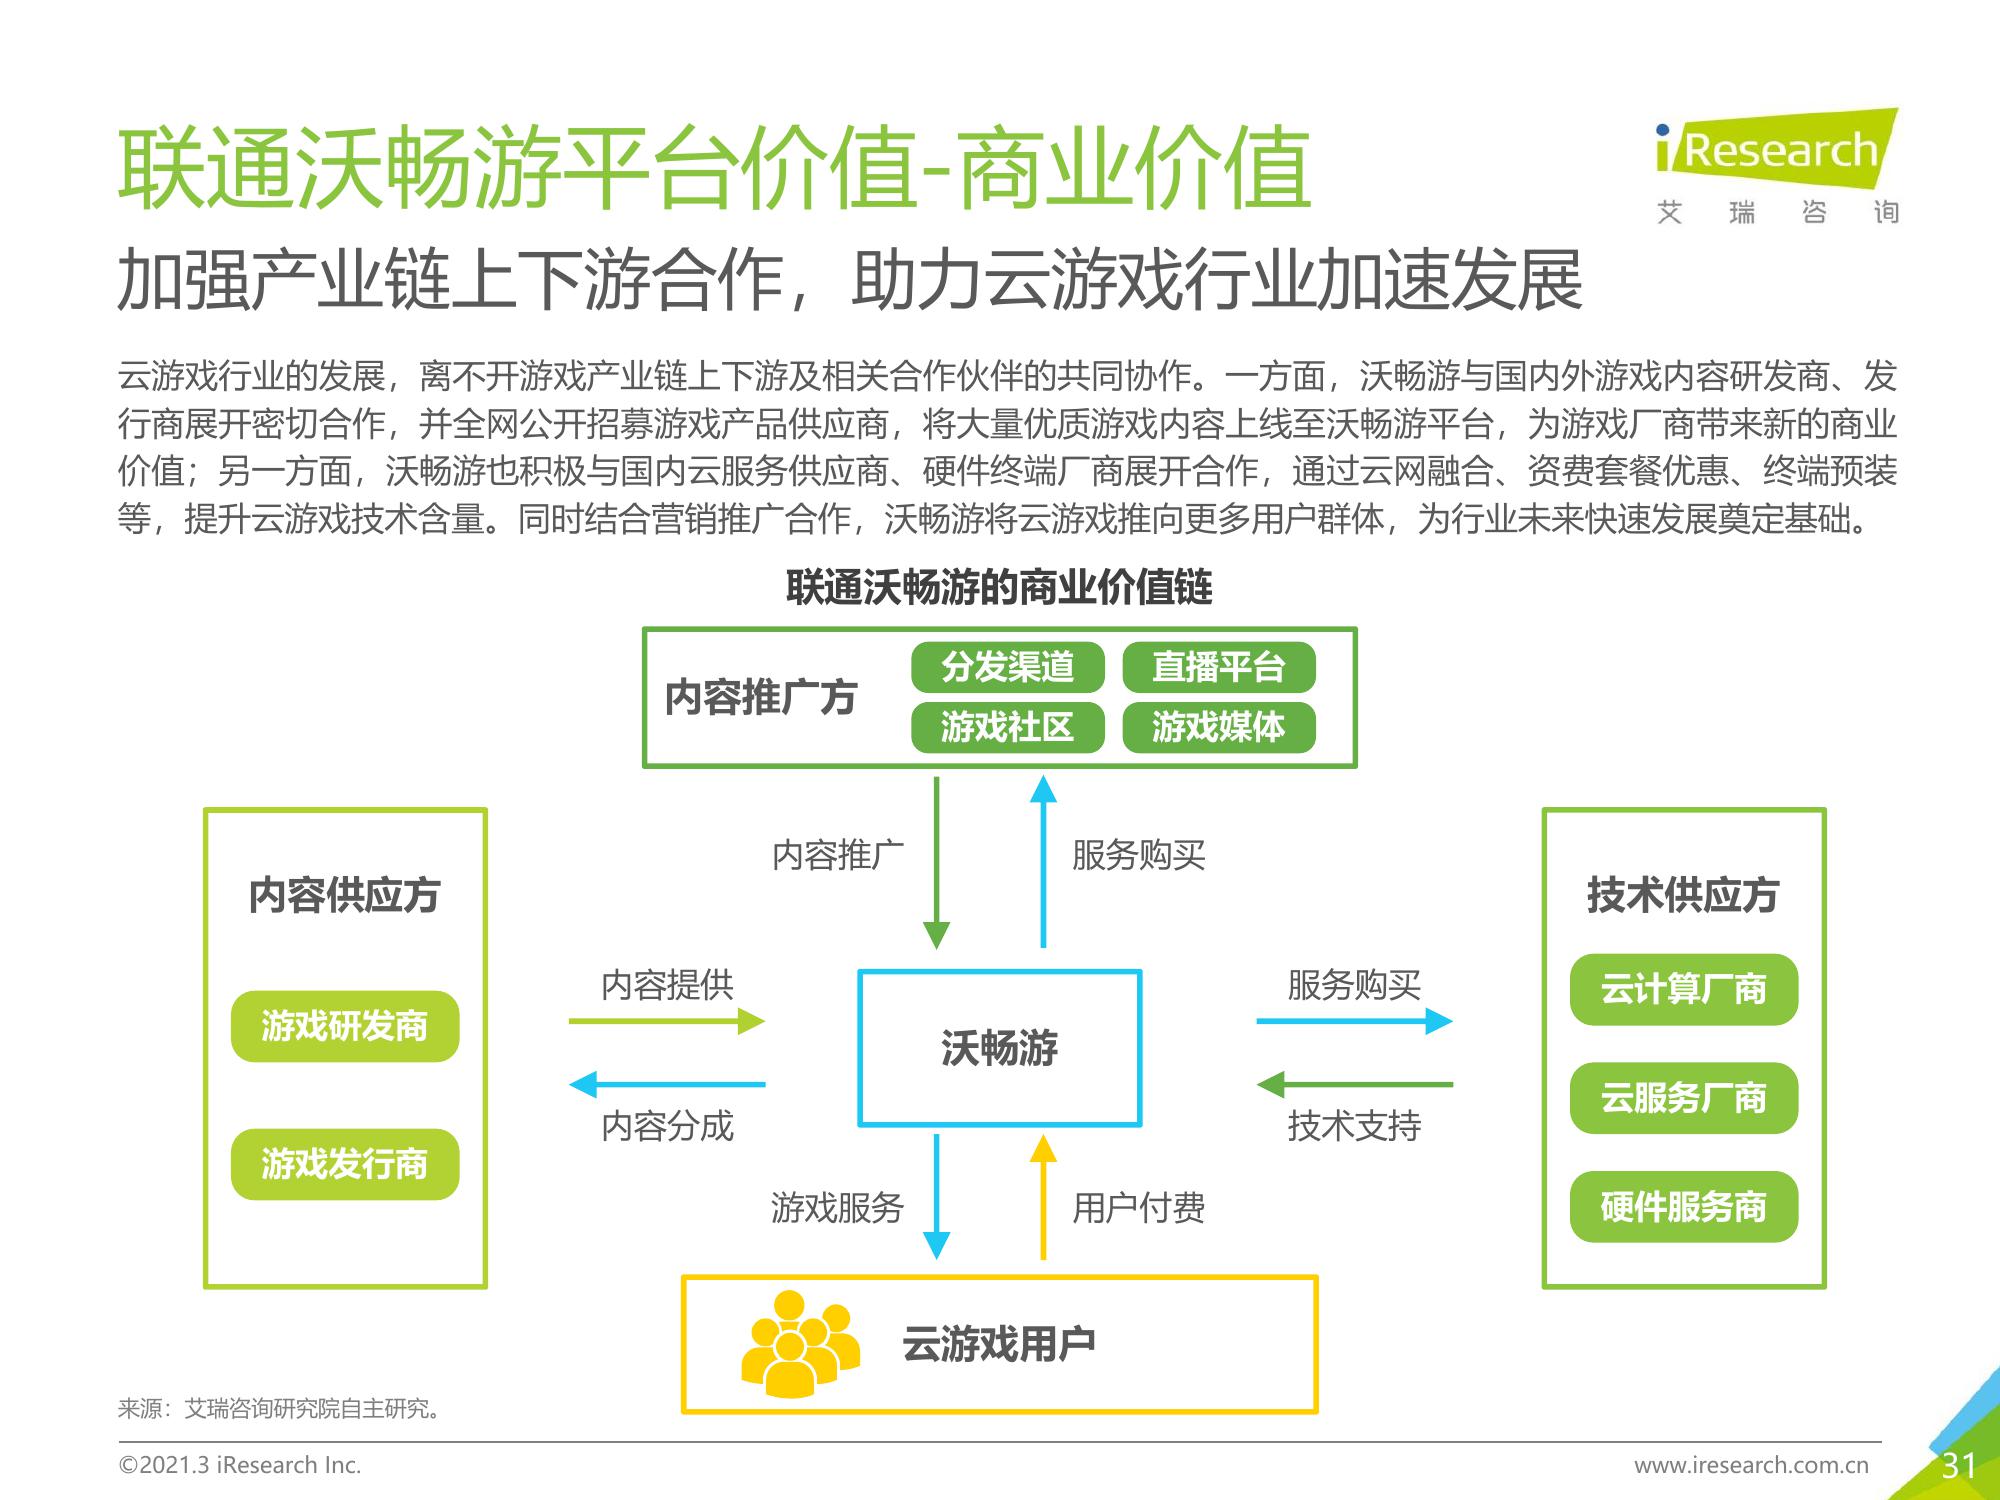 联通沃畅游平台价值-商业价值
iResearch
艾瑞咨询
加强产业链上下游合作，助力云游戏行业加速发展
云游戏行业的发展，离不开游戏产业链上下游及相关合作伙伴的共同协作。一方面，沃畅游与国内外游戏内容研发商、发
行商展开密切合作，并全网公开招募游戏产品供应商，将大量优质游戏内容上线至沃畅游平台，为游戏厂商带来新的商业
价值；另一方面，沃畅游也积极与国内云服务供应商、硬件终端厂商展开合作，通过云网融合、资费套餐优惠、终端预装
等，提升云游戏技术含量。同时结合营销推广合作，沃畅游将云游戏推向更多用户群体，为行业未来快速发展奠定基础。
联通沃畅游的商业价值链
内容推广方
分发渠道
直播平台
游戏社区
游戏媒体
内容推广
服务购买
内容供应方
游戏研发商
游戏发行商
内容提供
内容分成
沃畅游
服务购买
技术支持
技术供应方
云计算厂商
云服务厂商
硬件服务商
游戏服务
用户付费
云游戏用户
来源：艾瑞咨询研究院自主研究。
©2021.3 iResearch Inc.
www.iresearch.com.cn
31